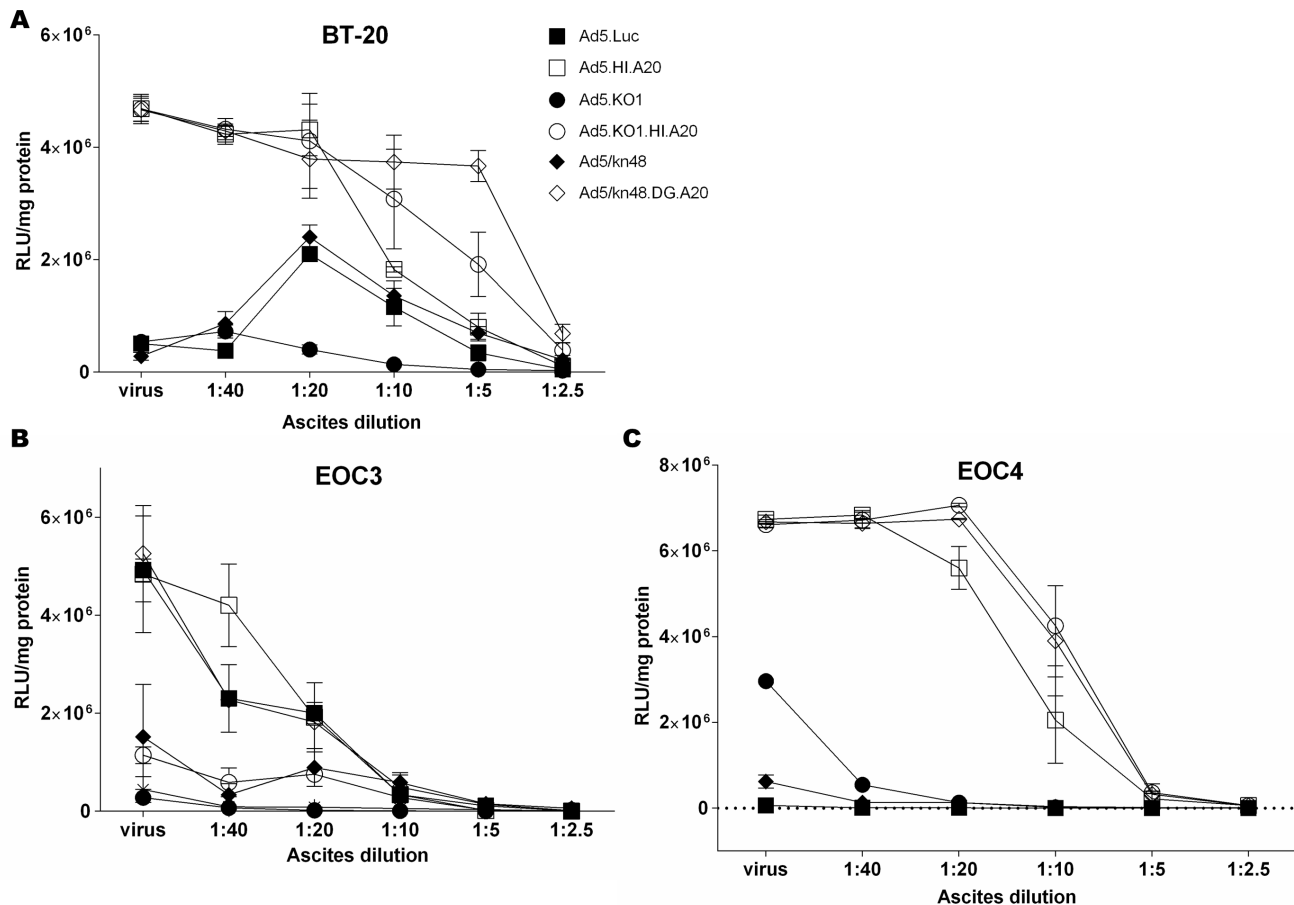 A
BT-20
6×10⁶
4×10⁶
2×10⁶
0
RLU/mg protein
virus 1:40 1:20 1:10 1:5 1:2.5
Ascites dilution
Ad5.Luc
Ad5.HI.A20
Ad5.KO1
Ad5.KO1.HI.A20
Ad5/kn48
Ad5/kn48.DG.A20
B
EOC3
6×10⁶
4×10⁶
2×10⁶
0
RLU/mg protein
virus 1:40 1:20 1:10 1:5 1:2.5
Ascites dilution
C
EOC4
8×10⁶
6×10⁶
4×10⁶
2×10⁶
0
RLU/mg protein
virus 1:40 1:20 1:10 1:5 1:2.5
Ascites dilution